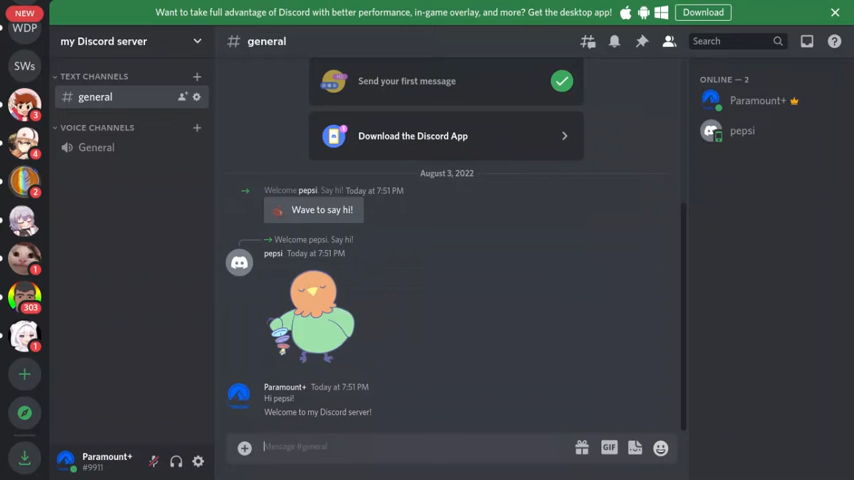 NEW
Want to take full advantage of Discord with better performance, in-game overlay, and more? Get the desktop app!
Download
WDP
my Discord server
# general
Search
SWs
TEXT CHANNELS
general
3
4
2
1
303
1
VOICE CHANNELS
General
Send your first message
Download the Discord App
1
August 3, 2022
Welcome pepsi Say hi! Today at 7:51 PM
Wave to say hi!
Welcome pepsi. Say hi!
pepsi Today at 7:51 PM
Paramount+ Today at 7:51 PM
Hi pepsi!
Welcome to my Discord server!
Message #general
GIF
Paramount+
#9911
ONLINE — 2
Paramount+
pepsi